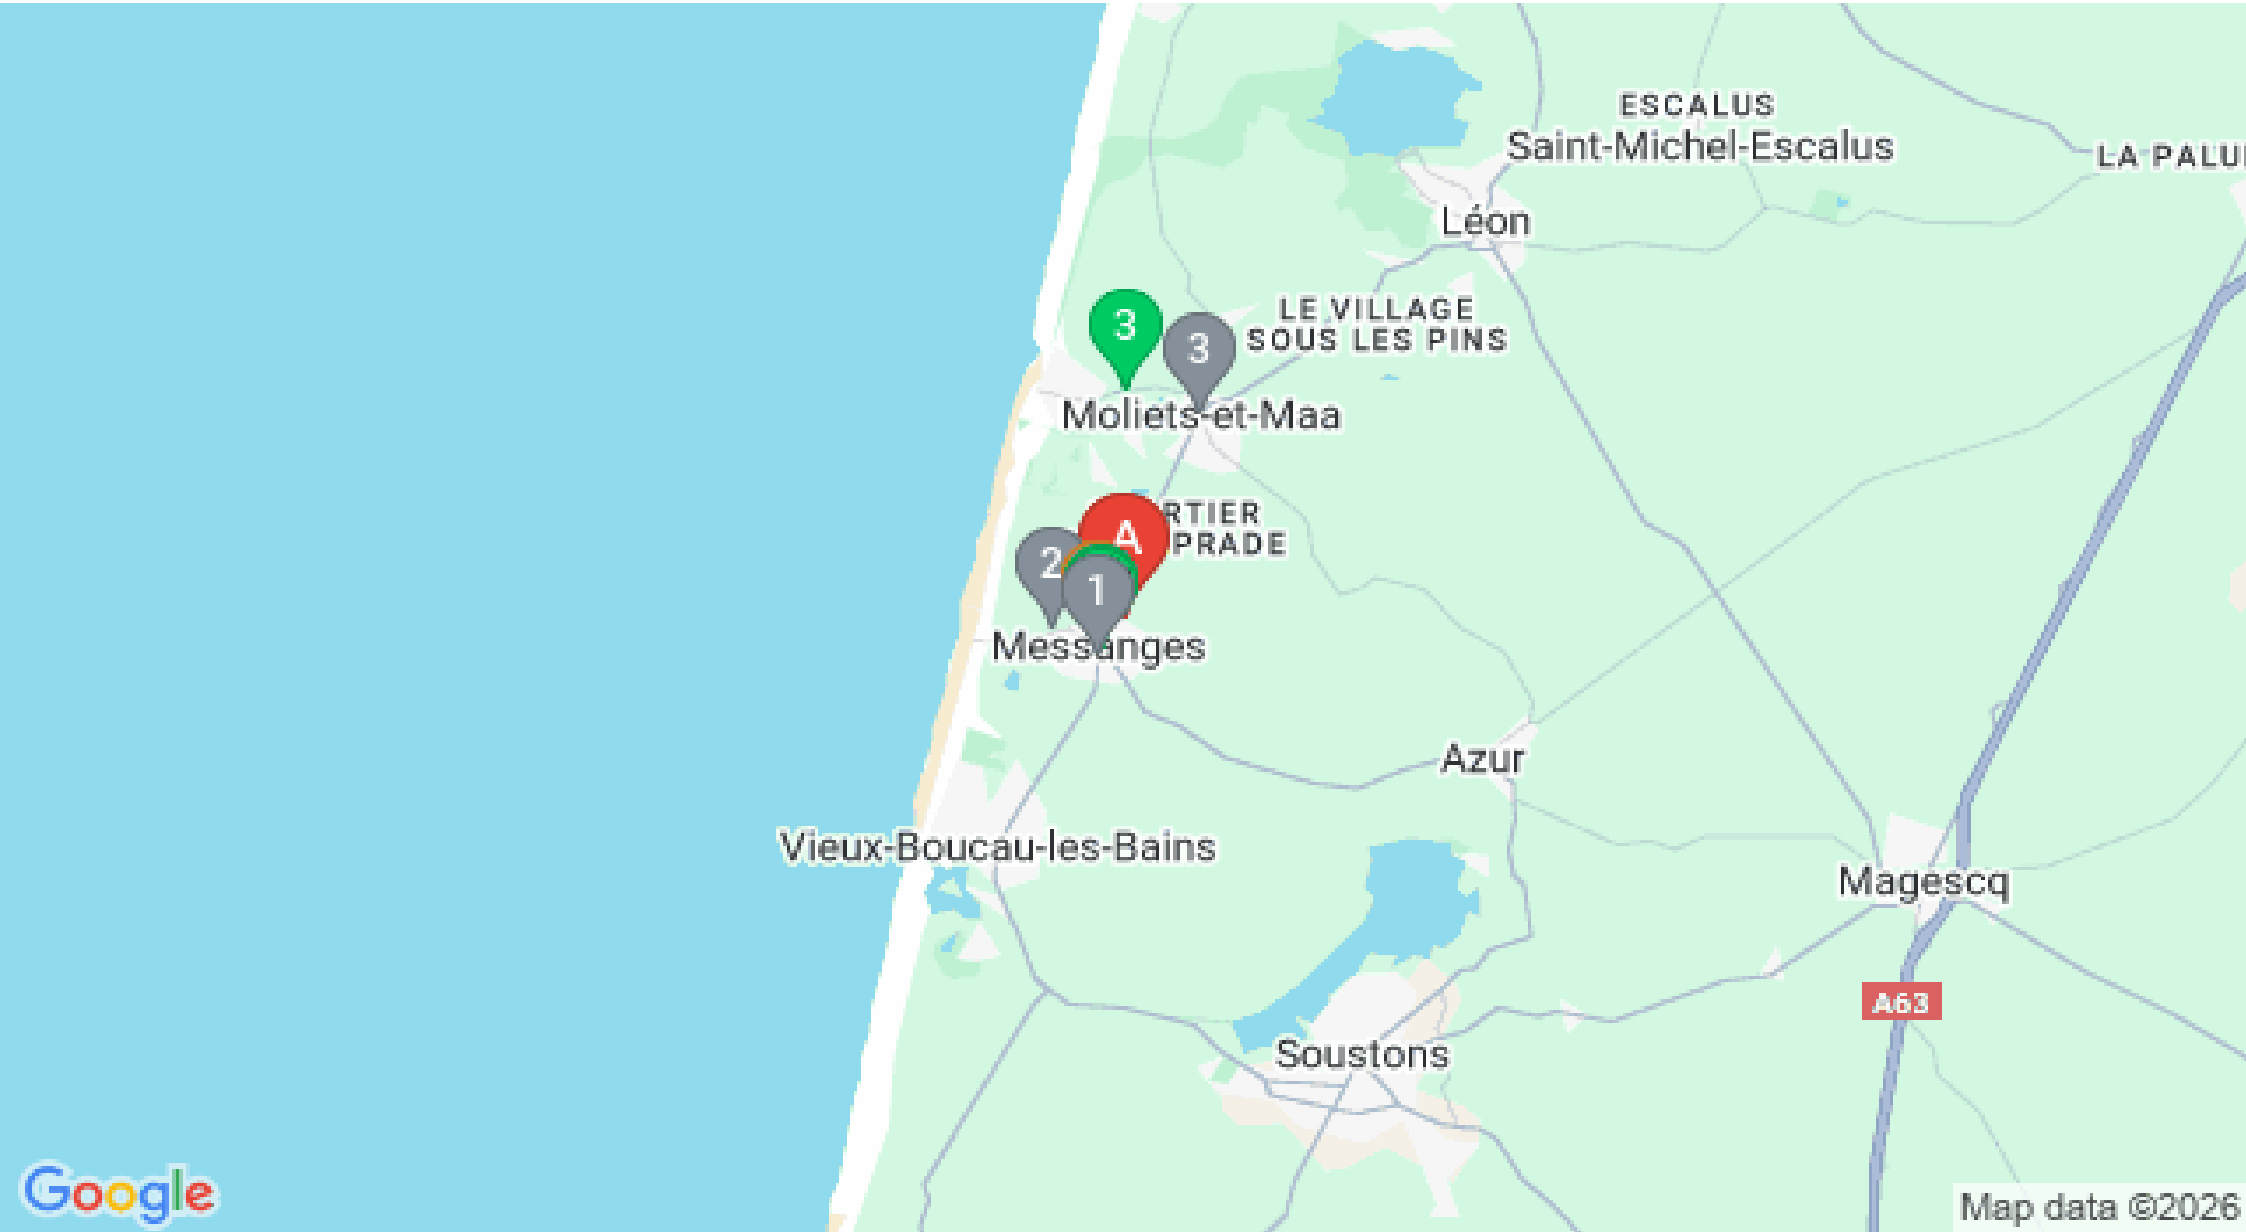 ESCALUS
Saint-Michel-Escalus
LA PALU
Léon
LE VILLAGE
SOUS LES PINS
3
3
Moliets-et-Maa
A
RTIER
PRADE
2
1
Messanges
Azur
Vieux-Boucau-les-Bains
Magescq
A63
Soustons
Google
Map data ©2026